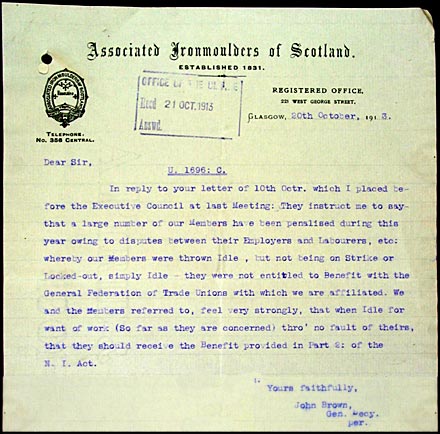 Associated Ironmoulders of Scotland.
ESTABLISHED 1831.
REGISTERED OFFICE,
221 WEST GEORGE STREET.
OFFICE
Recd 21 OCT. 1913
Answd.
GLASGOW, 20th October, 1913.
TELEPHONE:
No. 356 CENTRAL.
Dear Sir,
U. 1696: C.
In reply to your letter of 10th Octr. which I placed be-
fore the Executive Council at last Meeting: They instruct me to say-
that a large number of our Members have been penalised during this
year owing to disputes between their Employers and Labourers, etc:
whereby our Members were thrown Idle , but not being on Strike or
Locked-out, simply Idle - they were not entitled to Benefit with the
General Federation of Trade Unions with which we are affiliated. We
and the Members referred to, feel very strongly, that when Idle for
want of work (So far as they are concerned) thro' no fault of theirs,
that they should receive the Benefit provided in Part 2: of the
N. I. Act.
Yours faithfully,
John Brown,
Gen. Secy.
per.